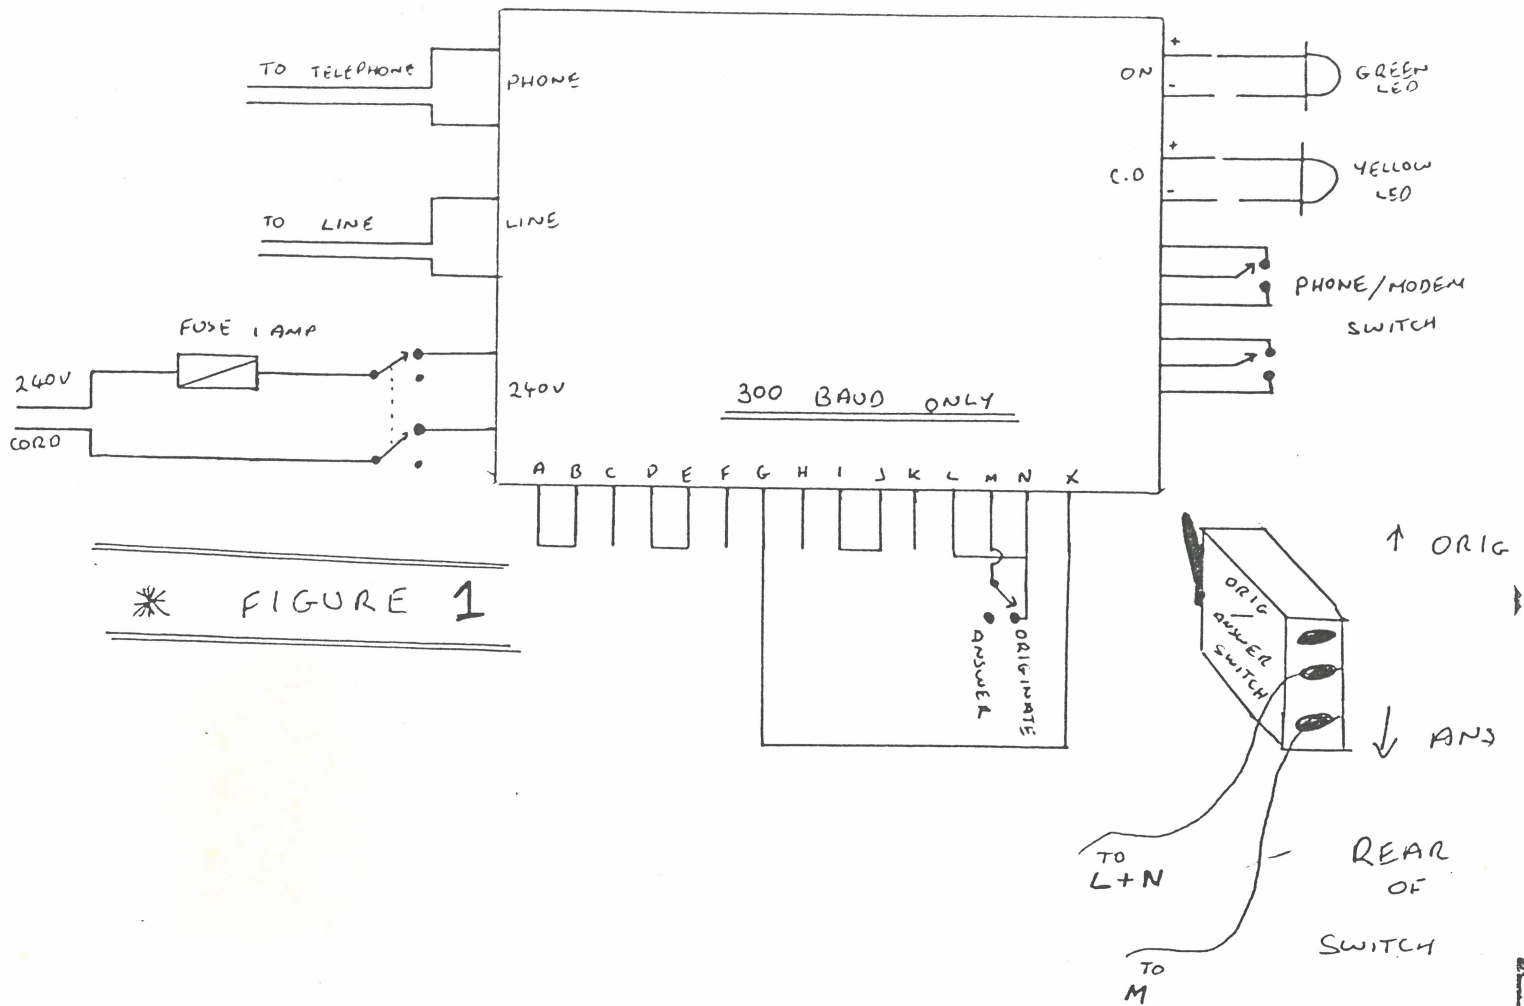 TO TELEPHONE
PHONE
TO LINE
LINE
FUSE 1 AMP
240V
CORD
240V
300 BAUD ONLY
ON
+
-
GREEN
LED
C.D
+
-
YELLOW
LED
PHONE/MODEM
SWITCH
A B C D E F G H I J K L M N X
ANSWER
ORIGINATE
* FIGURE 1
ORIG
/
ANSWER
SWITCH
↑ ORIG
↓ ANS
TO
L+N
TO
M
REAR
OF
SWITCH